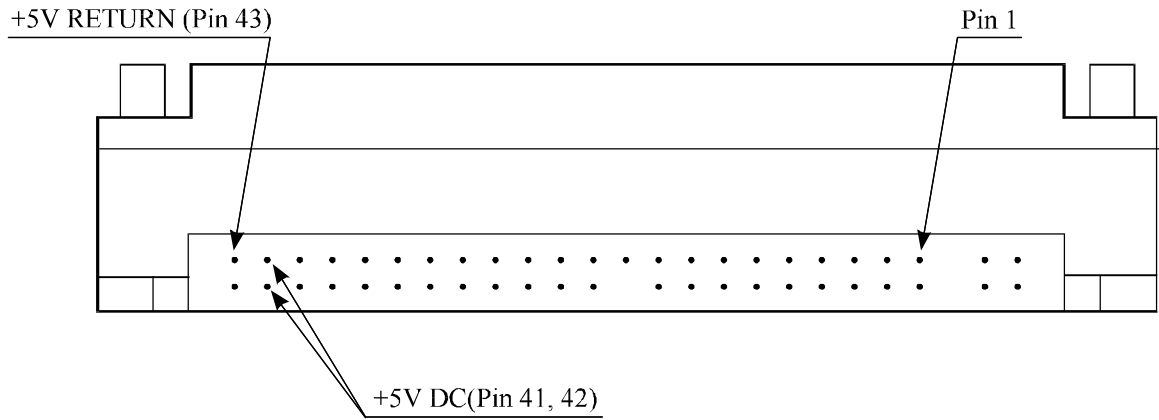 +5V RETURN (Pin 43)
Pin 1
+5V DC(Pin 41, 42)